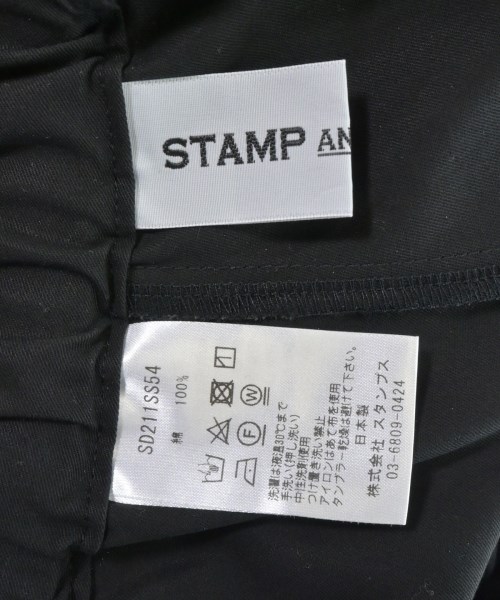 STAMP AN
SD211SS54
綿 100%
F
W
洗濯は液温30℃まで
手洗い(押し洗い)
中性洗剤使用
つけ置き洗い禁止
アイロンはあて布を使用
タンブラー乾燥は避けて下さい
日本製
株式会社 スタンプス
03-6809-0424